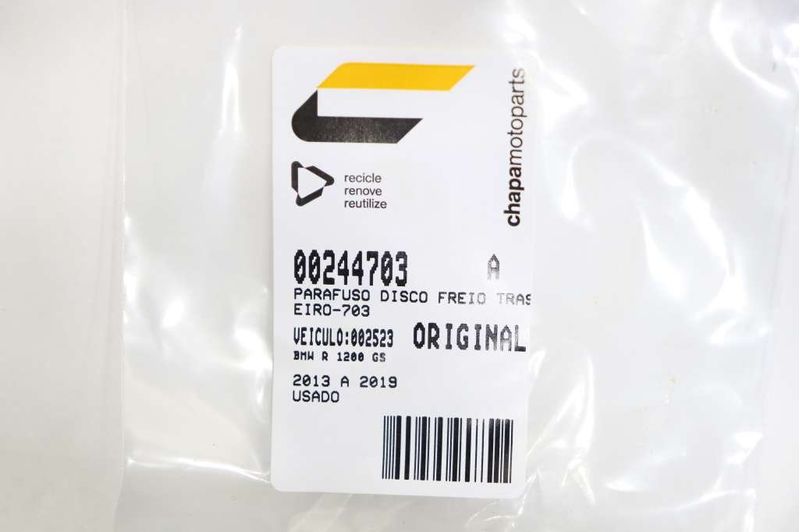 chapamotoparts
recicle
renove
reutilize
00244703 A
PARAFUSO DISCO FREIO TRAS
EIRO-703
VEICULO:002523 ORIGINAL
BMW R 1200 GS
2013 A 2019
USADO